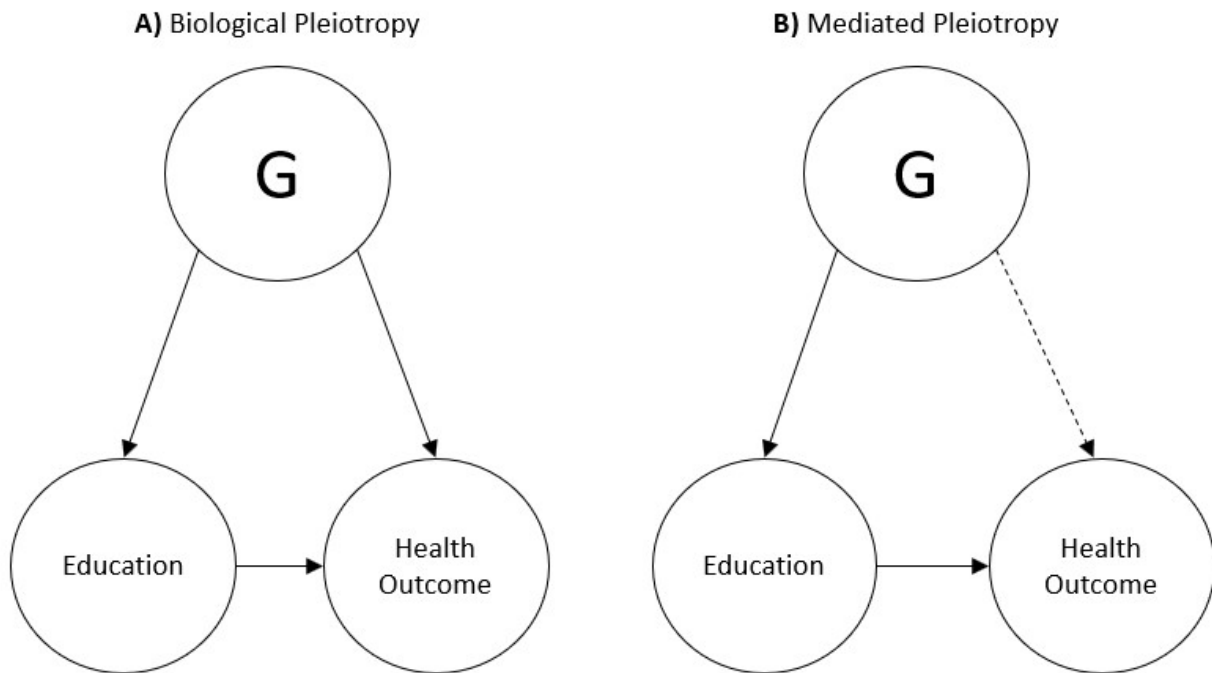 A) Biological Pleiotropy
G
Education
Health
Outcome
B) Mediated Pleiotropy
G
Education
Health
Outcome